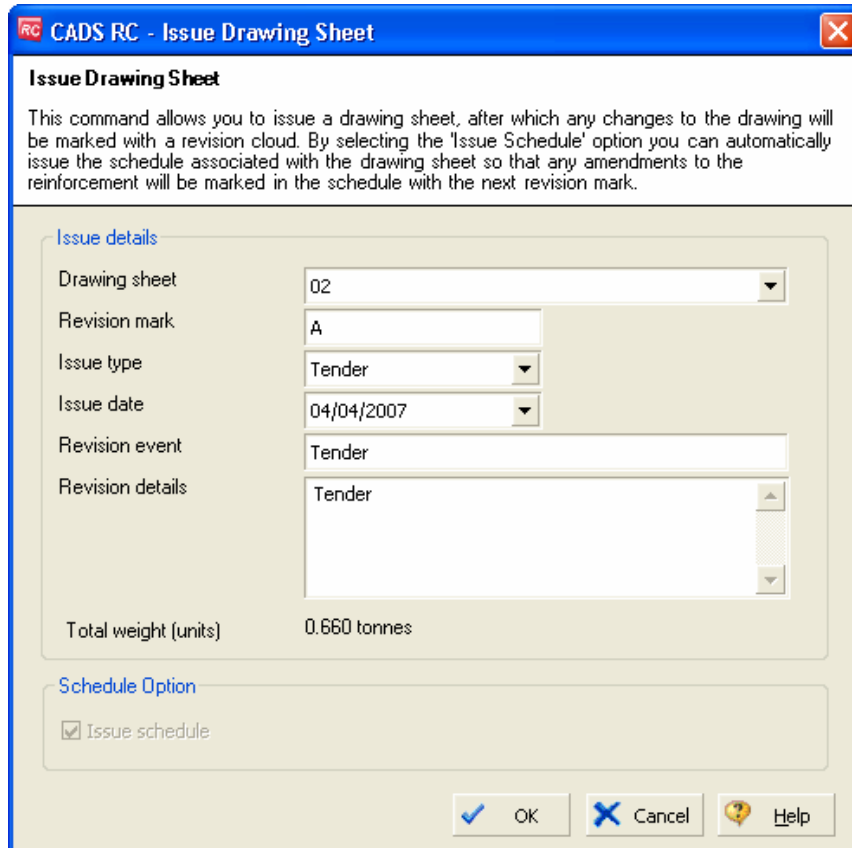 RC CADS RC - Issue Drawing Sheet
Issue Drawing Sheet
This command allows you to issue a drawing sheet, after which any changes to the drawing will
be marked with a revision cloud. By selecting the 'Issue Schedule' option you can automatically
issue the schedule associated with the drawing sheet so that any amendments to the
reinforcement will be marked in the schedule with the next revision mark.
Issue details
Drawing sheet 02
Revision mark A
Issue type Tender
Issue date 04/04/2007
Revision event Tender
Revision details Tender
Total weight (units) 0.660 tonnes
Schedule Option
Issue schedule
OK Cancel Help